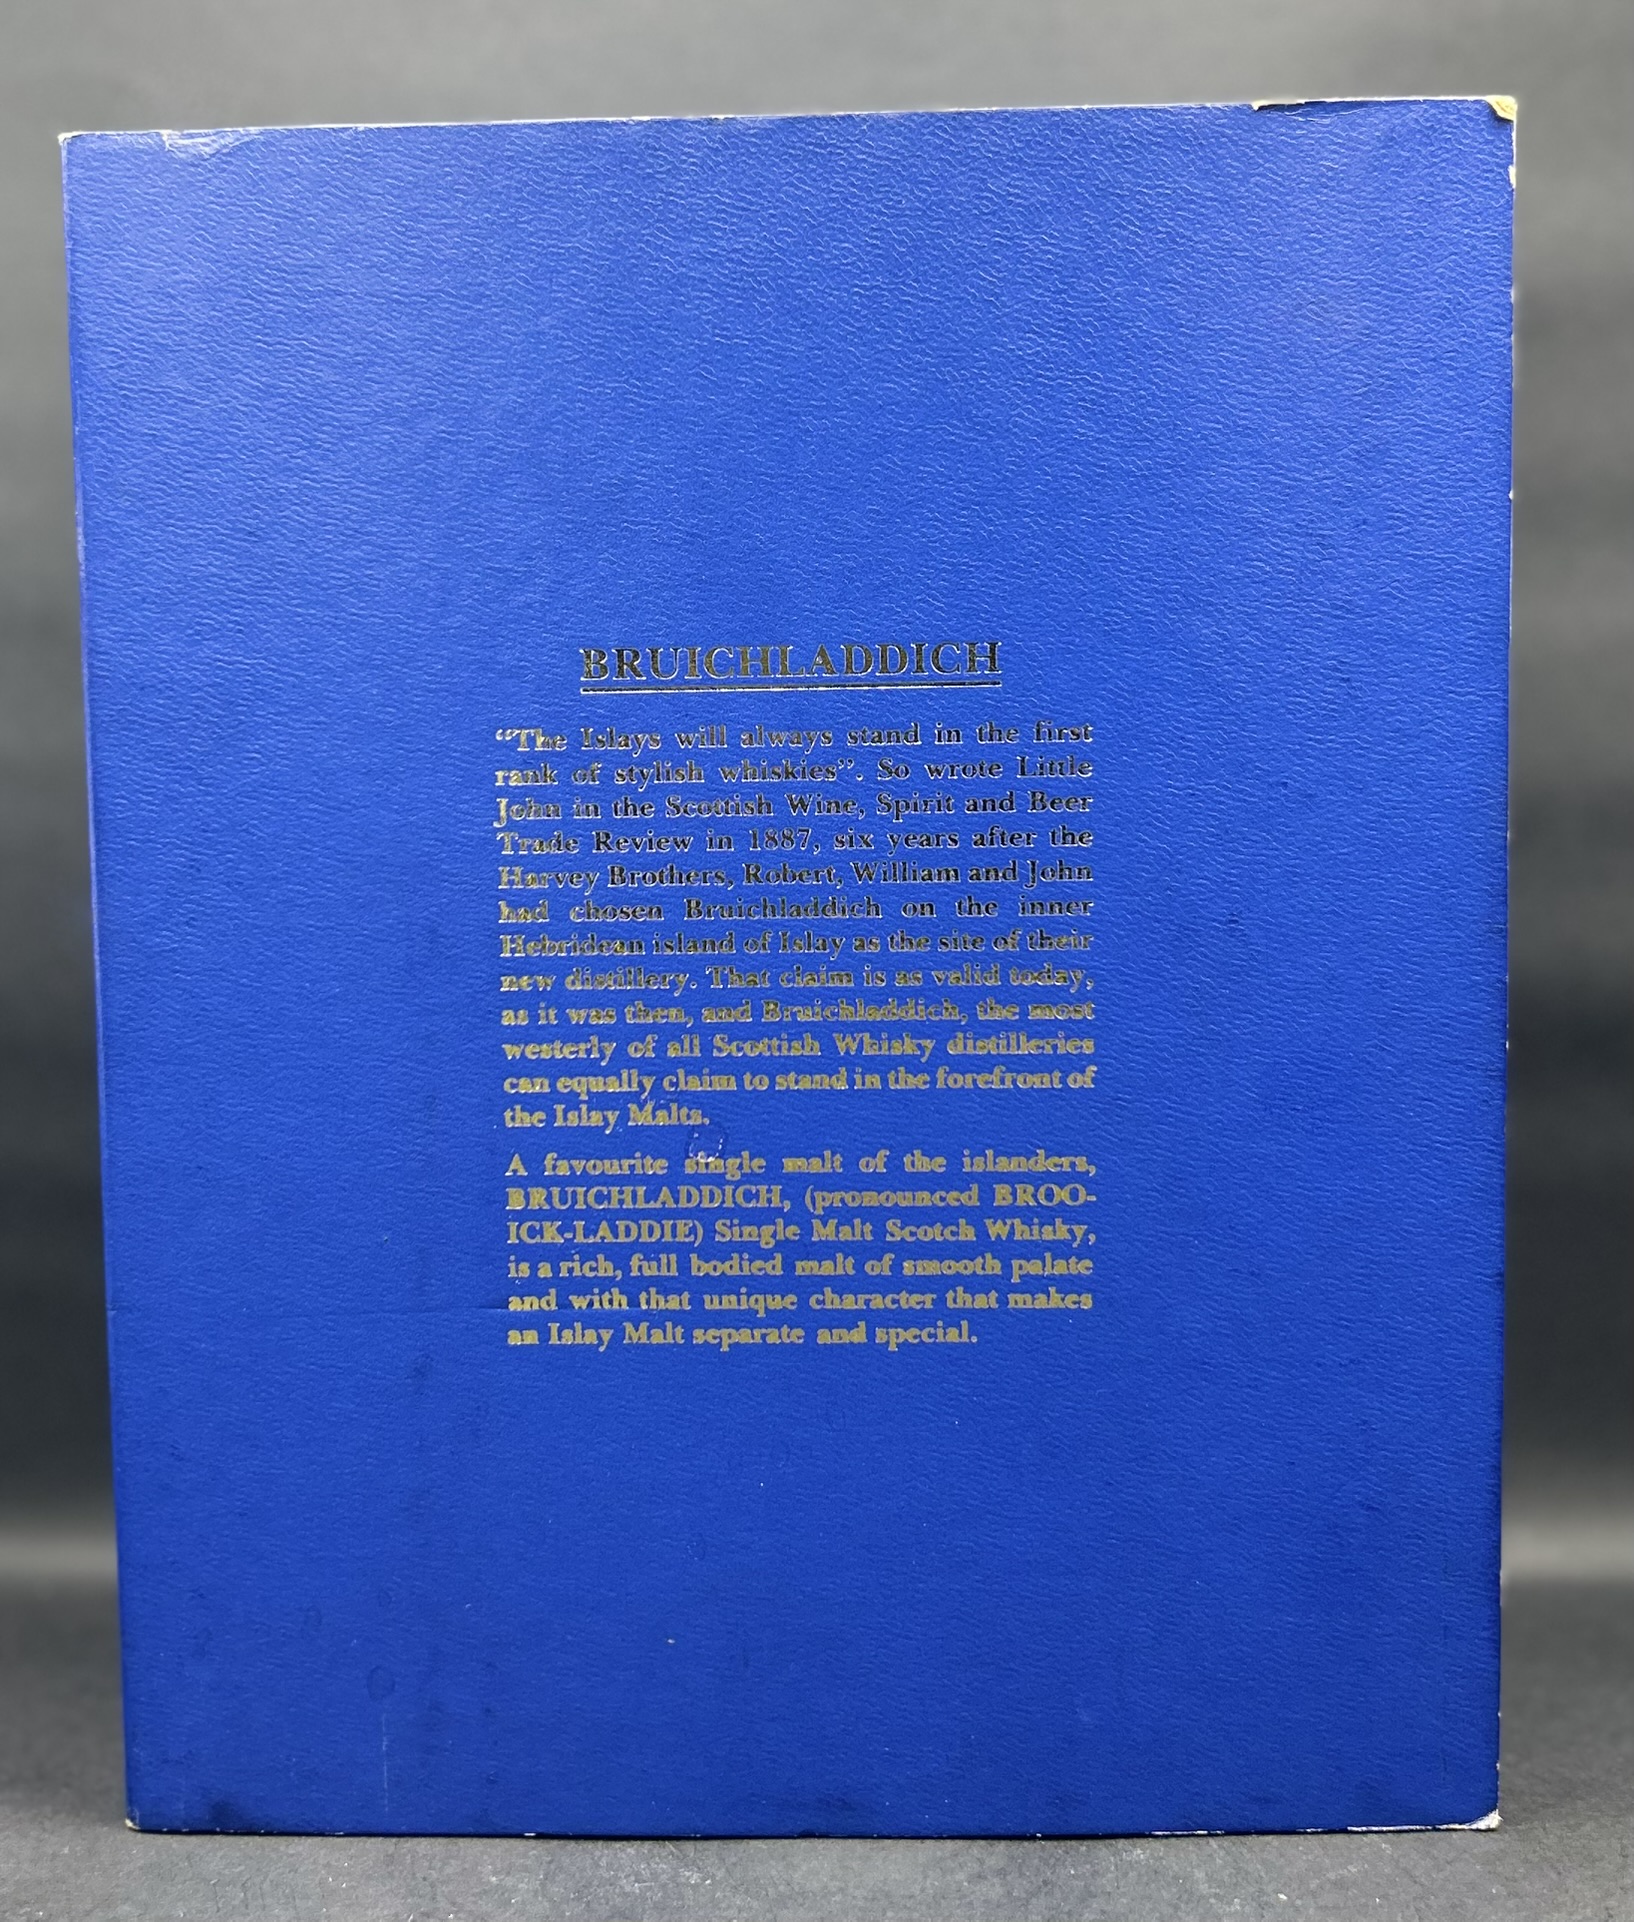 BRUICHLADDICH
“The Islays will always stand in the first
rank of stylish whiskies”. So wrote Little
John in the Scottish Wine, Spirit and Beer
Trade Review in 1887, six years after the
Harvey Brothers, Robert, William and John
had chosen Bruichladdich on the inner
Hebridean island of Islay as the site of their
new distillery. That claim is as valid today,
as it was then, and Bruichladdich, the most
westerly of all Scottish Whisky distilleries
can equally claim to stand in the forefront of
the Islay Malts.
A favourite single malt of the islanders,
BRUICHLADDICH, (pronounced BROO-
ICK-LADDIE) Single Malt Scotch Whisky,
is a rich, full bodied malt of smooth palate
and with that unique character that makes
an Islay Malt separate and special.